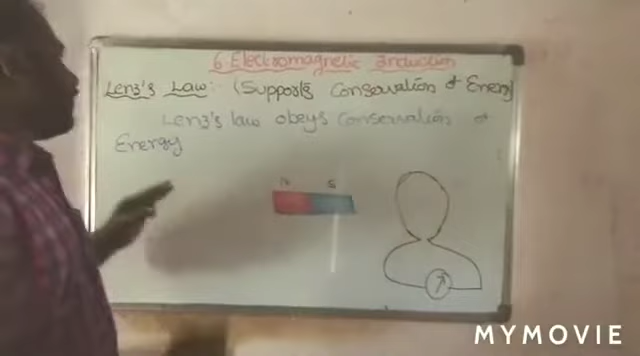 6 Electromagnetic Induction
Lenz's Law:- (Supports Conservation of Energy
Lenz's law obeys Conservation of
Energy
N S
MYMOVIE